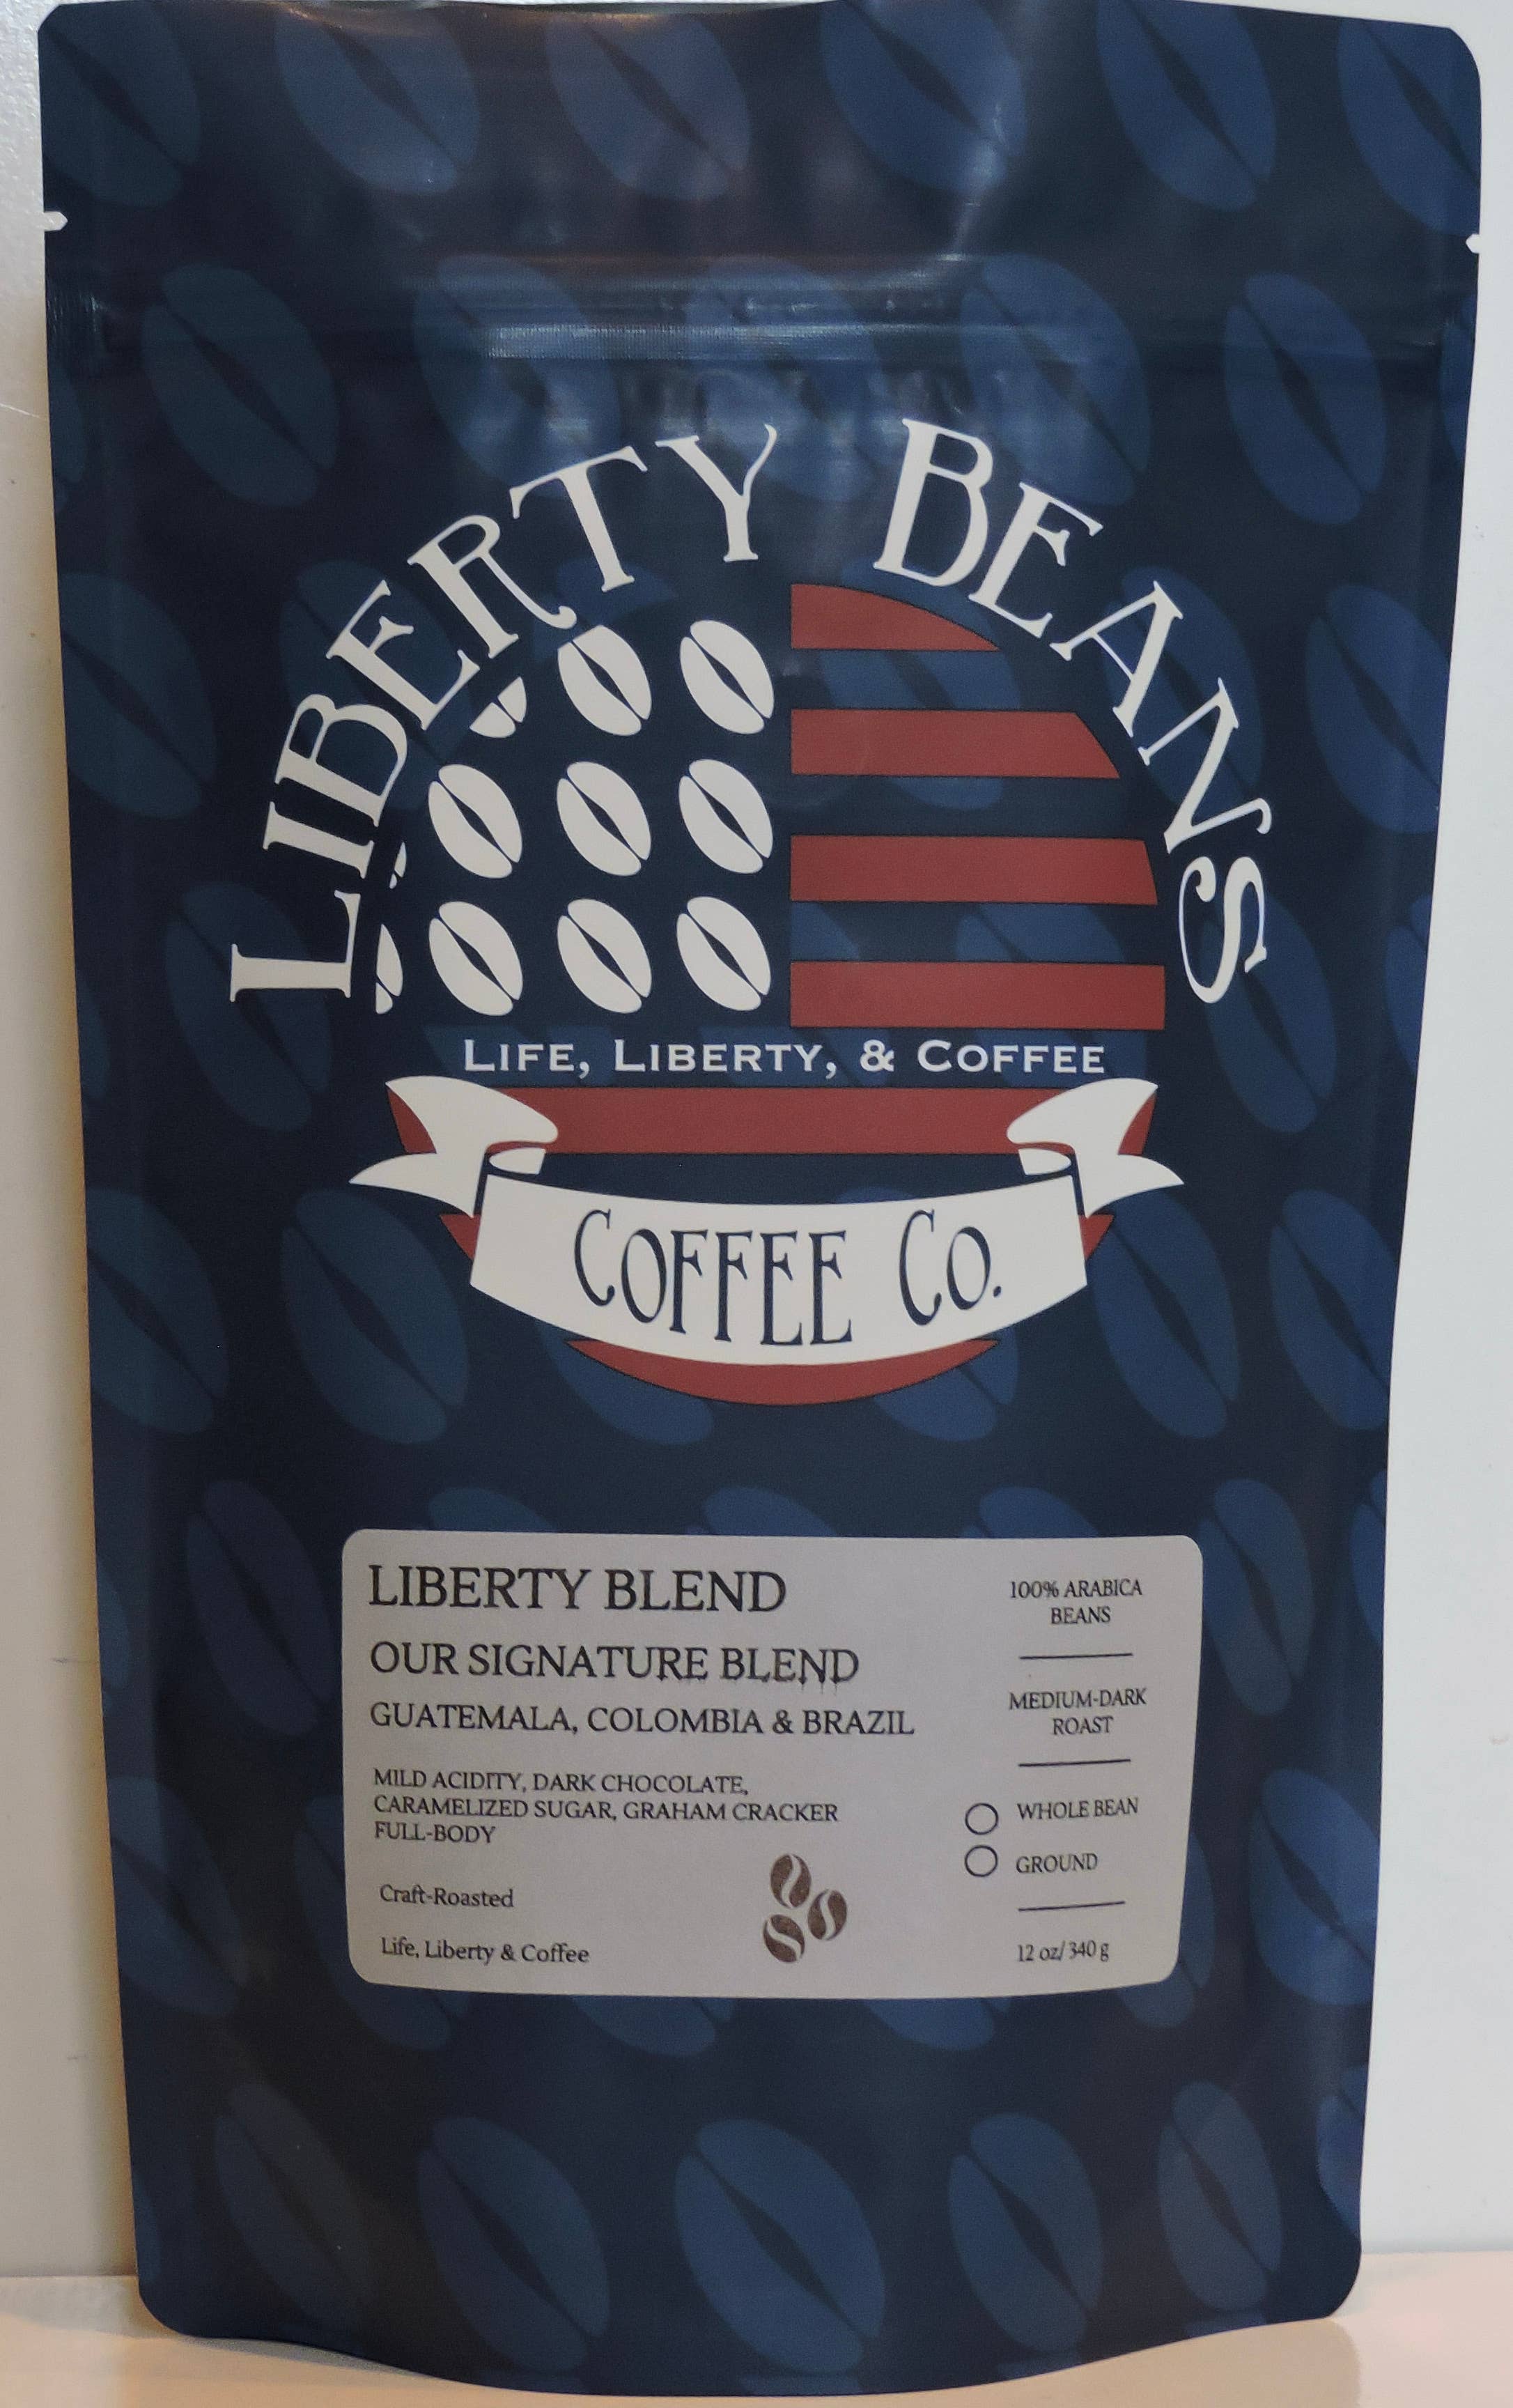 LIBERTY BEANS
LIFE, LIBERTY, & COFFEE
COFFEE CO.
LIBERTY BLEND
OUR SIGNATURE BLEND
GUATEMALA, COLOMBIA & BRAZIL
MILD ACIDITY, DARK CHOCOLATE,
CARAMELIZED SUGAR, GRAHAM CRACKER
FULL-BODY
Craft-Roasted
Life, Liberty & Coffee
100% ARABICA
BEANS
MEDIUM-DARK
ROAST
WHOLE BEAN
GROUND
12 oz/ 340 g